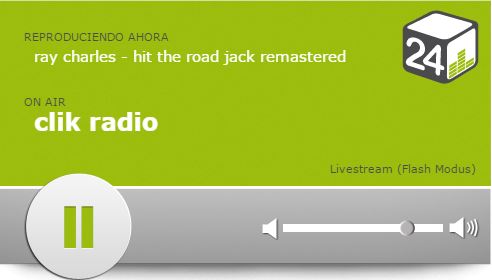 REPRODUCIENDO AHORA
ray charles - hit the road jack remastered
24
ON AIR
clik radio
Livestream (Flash Modus)